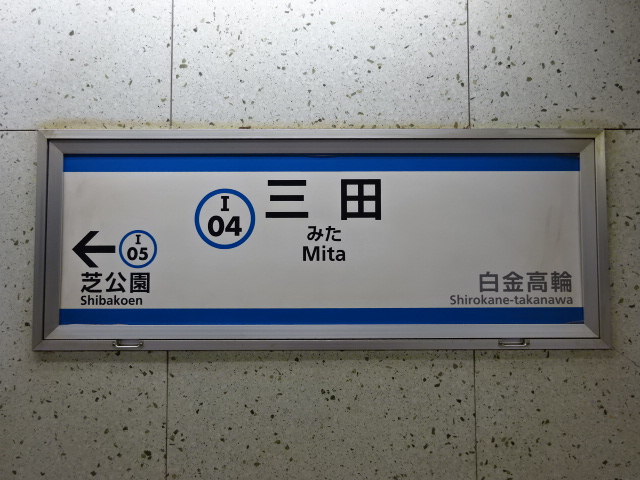 I
04
三 田
みた
Mita
I
05
芝公園
Shibakoen
白金高輪
Shirokane-takanawa